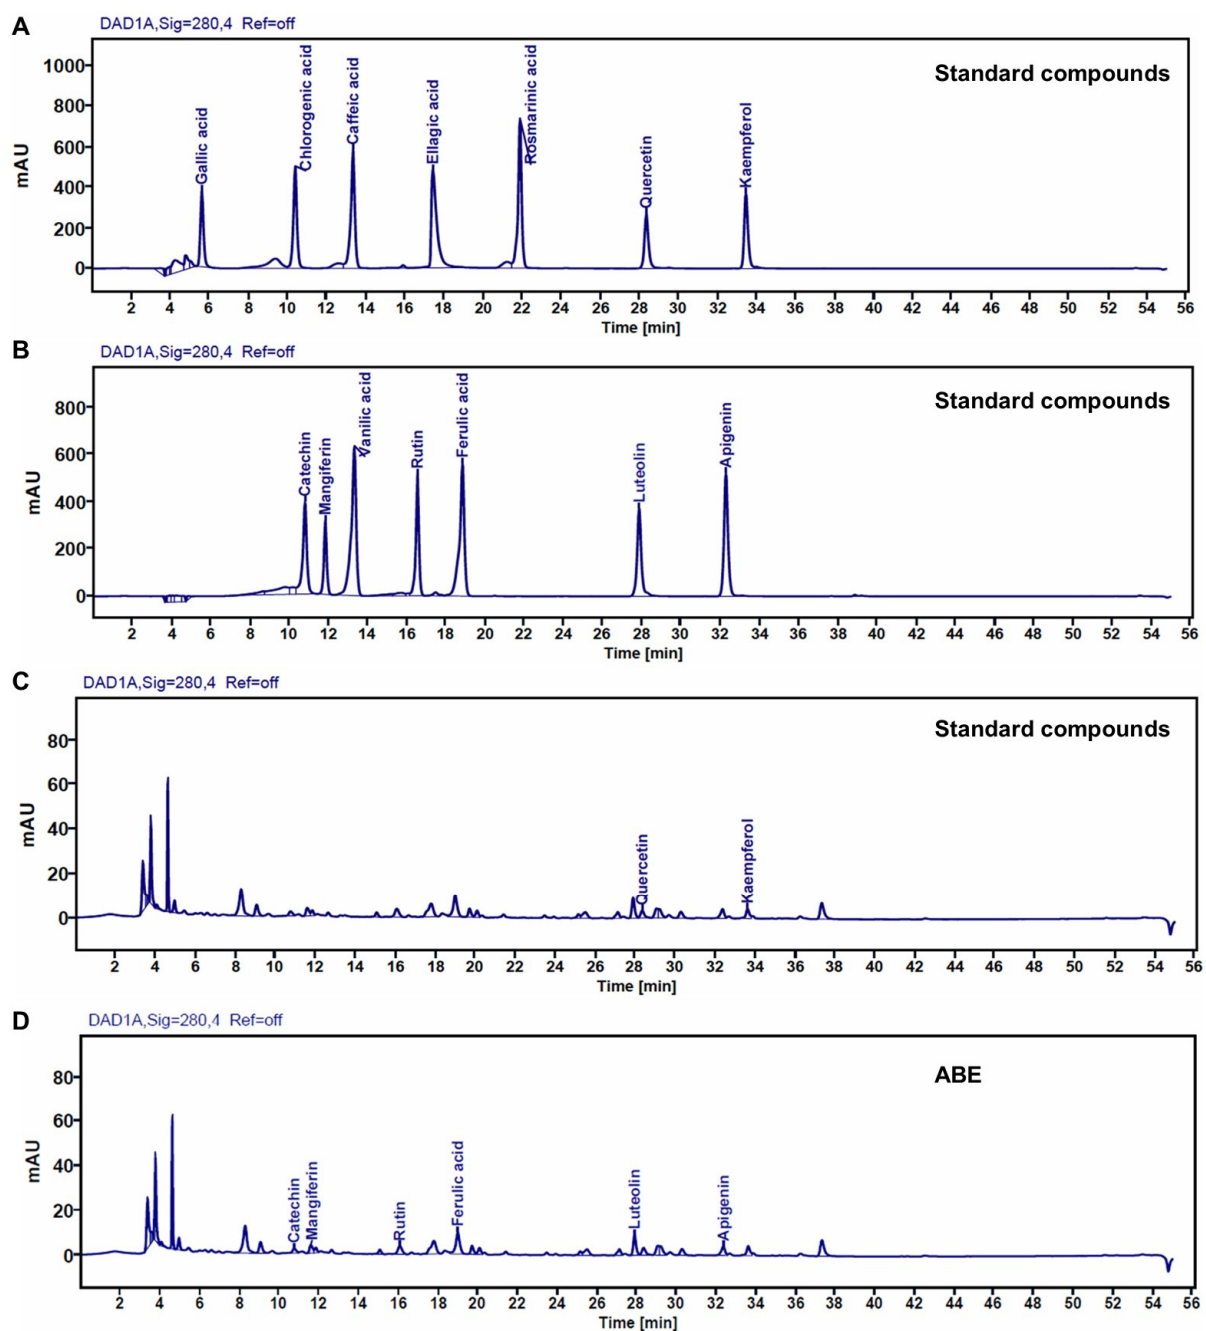 A
DAD1A,Sig=280,4 Ref=off
Standard compounds
mAU
1000
800
600
400
200
0
Gallic acid
Chlorogenic acid
Caffeic acid
Ellagic acid
Rosmarinic acid
Quercetin
Kaempferol
2 4 6 8 10 12 14 16 18 20 22 24 26 28 30 32 34 36 38 40 42 44 46 48 50 52 54 56
Time [min]
B
DAD1A,Sig=280,4 Ref=off
Standard compounds
mAU
800
600
400
200
0
Catechin
Mangiferin
Vanilic acid
Rutin
Ferulic acid
Luteolin
Apigenin
2 4 6 8 10 12 14 16 18 20 22 24 26 28 30 32 34 36 38 40 42 44 46 48 50 52 54 56
Time [min]
C
DAD1A,Sig=280,4 Ref=off
Standard compounds
mAU
80
60
40
20
0
Quercetin
Kaempferol
2 4 6 8 10 12 14 16 18 20 22 24 26 28 30 32 34 36 38 40 42 44 46 48 50 52 54 56
Time [min]
D
DAD1A,Sig=280,4 Ref=off
ABE
mAU
80
60
40
20
0
Catechin
Mangiferin
Rutin
Ferulic acid
Luteolin
Apigenin
2 4 6 8 10 12 14 16 18 20 22 24 26 28 30 32 34 36 38 40 42 44 46 48 50 52 54 56
Time [min]